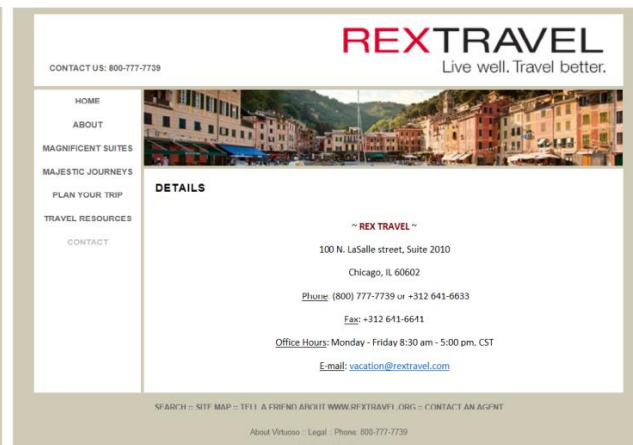 REXTRAVEL
Live well. Travel better.
CONTACT US: 800-777-7739
HOME
ABOUT
MAGNIFICENT SUITES
MAJESTIC JOURNEYS
PLAN YOUR TRIP
TRAVEL RESOURCES
CONTACT
DETAILS
~ REX TRAVEL ~
100 N. LaSalle street, Suite 2010
Chicago, IL 60602
Phone: (800) 777-7739 or +312 641-6633
Fax: +312 641-6641
Office Hours: Monday - Friday 8:30 am - 5:00 pm, CST
E-mail: vacation@rextravel.com
SEARCH :: SITE MAP :: TELL A FRIEND ABOUT WWW.REXTRAVEL.ORG :: CONTACT AN AGENT
About Virtuoso :: Legal :: Phone: 800-777-7739